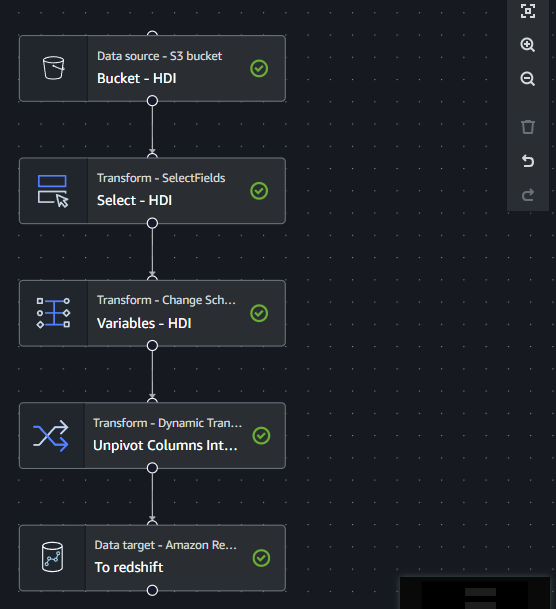 Data source - S3 bucket
Bucket - HDI
Transform - SelectFields
Select - HDI
Transform - Change Sch...
Variables - HDI
Transform - Dynamic Tran...
Unpivot Columns Int...
Data target - Amazon Re...
To redshift